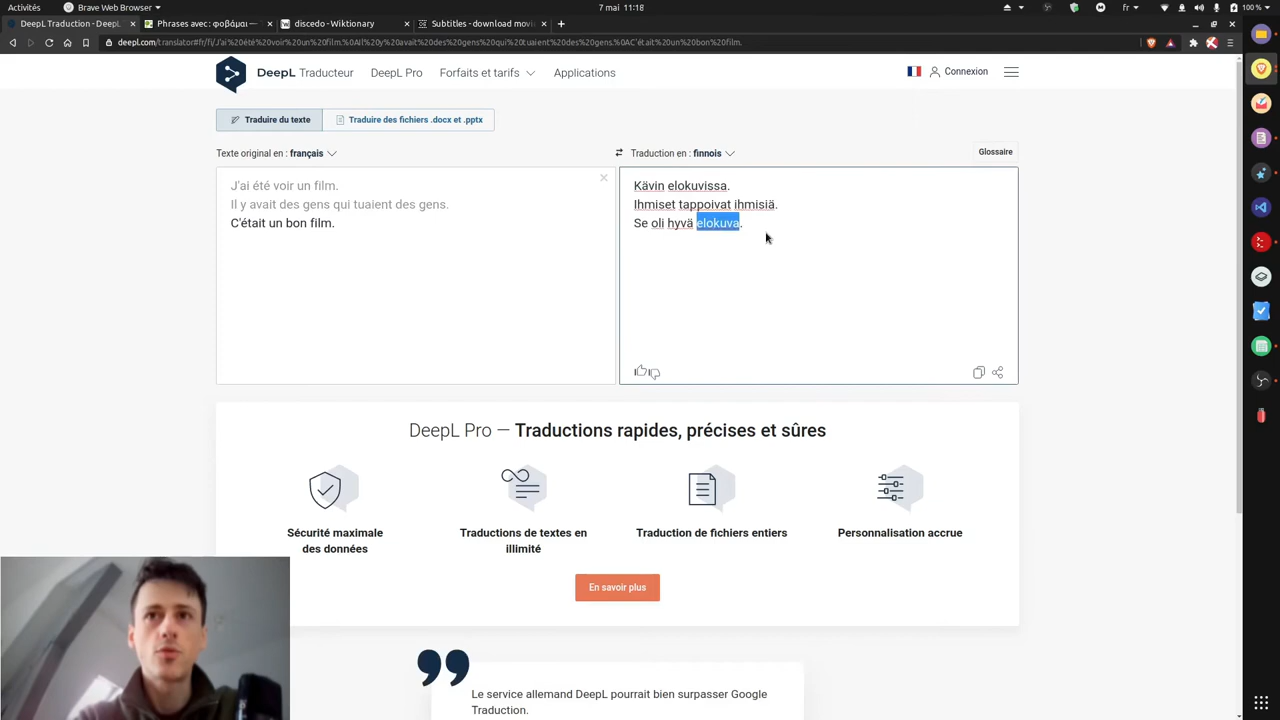 Activités
Brave Web Browser
7 mai 11:18
fr
100 %
DeepL Traduction - DeepL
Phrases avec: φοβάμαι —
discedo - Wiktionary
Subtitles - download movi
deepl.com/translator#fr/fi/J'ai%20été%20voir%20un%20film.%0AIl%20y%20avait%20des%20gens%20qui%20tuaient%20des%20gens.%0AC'était%20un%20bon%20film.
DeepL Traducteur
DeepL Pro
Forfaits et tarifs
Applications
Connexion
Traduire du texte
Traduire des fichiers .docx et .pptx
Texte original en : français
Traduction en : finnois
Glossaire
J'ai été voir un film.
Il y avait des gens qui tuaient des gens.
C'était un bon film.
Kävin elokuvissa.
Ihmiset tappoivat ihmisiä.
Se oli hyvä elokuva.
DeepL Pro — Traductions rapides, précises et sûres
Sécurité maximale
des données
Traductions de textes en
illimité
Traduction de fichiers entiers
Personnalisation accrue
En savoir plus
Le service allemand DeepL pourrait bien surpasser Google
Traduction.